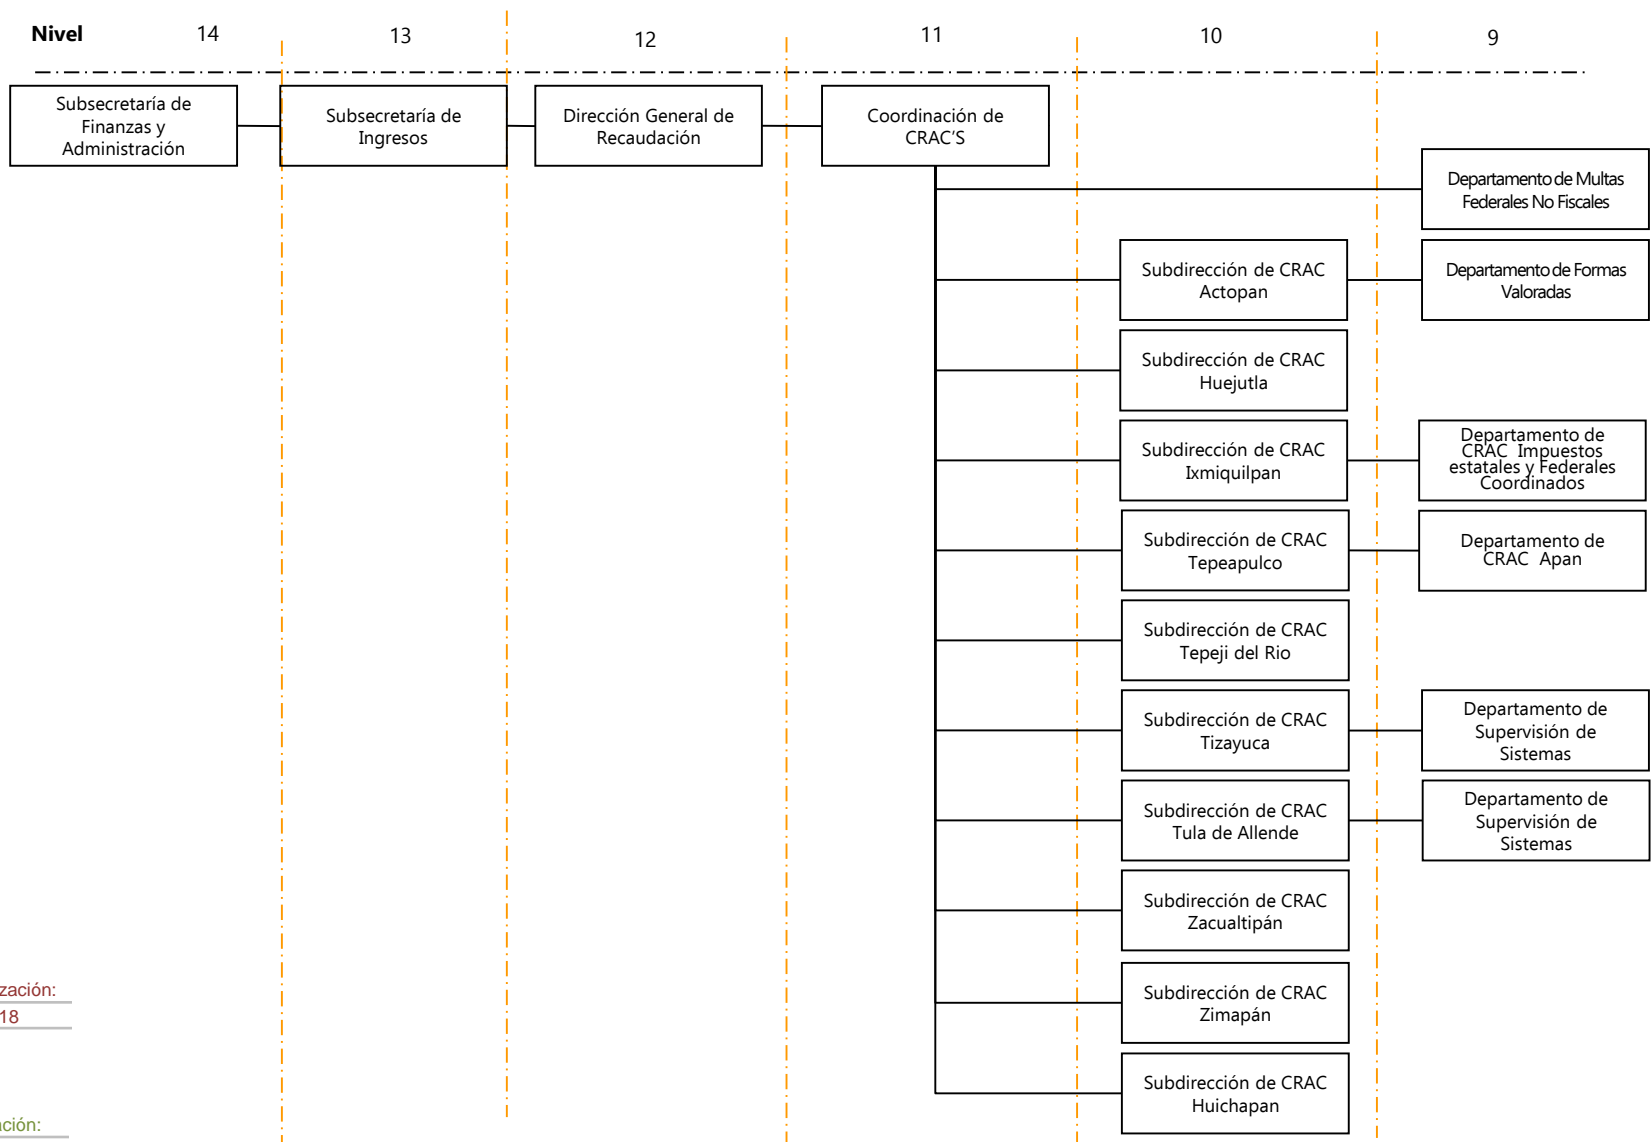 Nivel 14 13 12 11 10 9
Subsecretaría de
Finanzas y
Administración
Subsecretaría de
Ingresos
Dirección General de
Recaudación
Coordinación de
CRAC'S
Departamento de Multas
Federales No Fiscales
Subdirección de CRAC
Actopan
Departamento de Formas
Valoradas
Subdirección de CRAC
Huejutla
Subdirección de CRAC
Ixmiquilpan
Departamento de
CRAC Impuestos
estatales y Federales
Coordinados
Subdirección de CRAC
Tepeapulco
Departamento de
CRAC Apan
Subdirección de CRAC
Tepeji del Rio
Subdirección de CRAC
Tizayuca
Departamento de
Supervisión de
Sistemas
Subdirección de CRAC
Tula de Allende
Departamento de
Supervisión de
Sistemas
Subdirección de CRAC
Zacualtipán
Subdirección de CRAC
Zimapán
Subdirección de CRAC
Huichapan
zación:
18
ación: